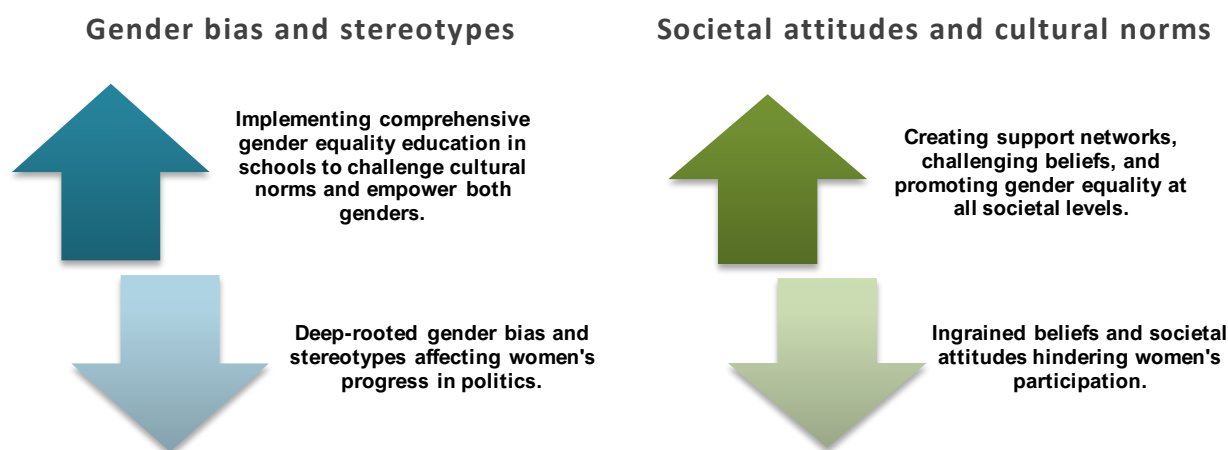 Gender bias and stereotypes
Implementing comprehensive
gender equality education in
schools to challenge cultural
norms and empower both
genders.
Deep-rooted gender bias and
stereotypes affecting women's
progress in politics.
Societal attitudes and cultural norms
Creating support networks,
challenging beliefs, and
promoting gender equality at
all societal levels.
Ingrained beliefs and societal
attitudes hindering women's
participation.